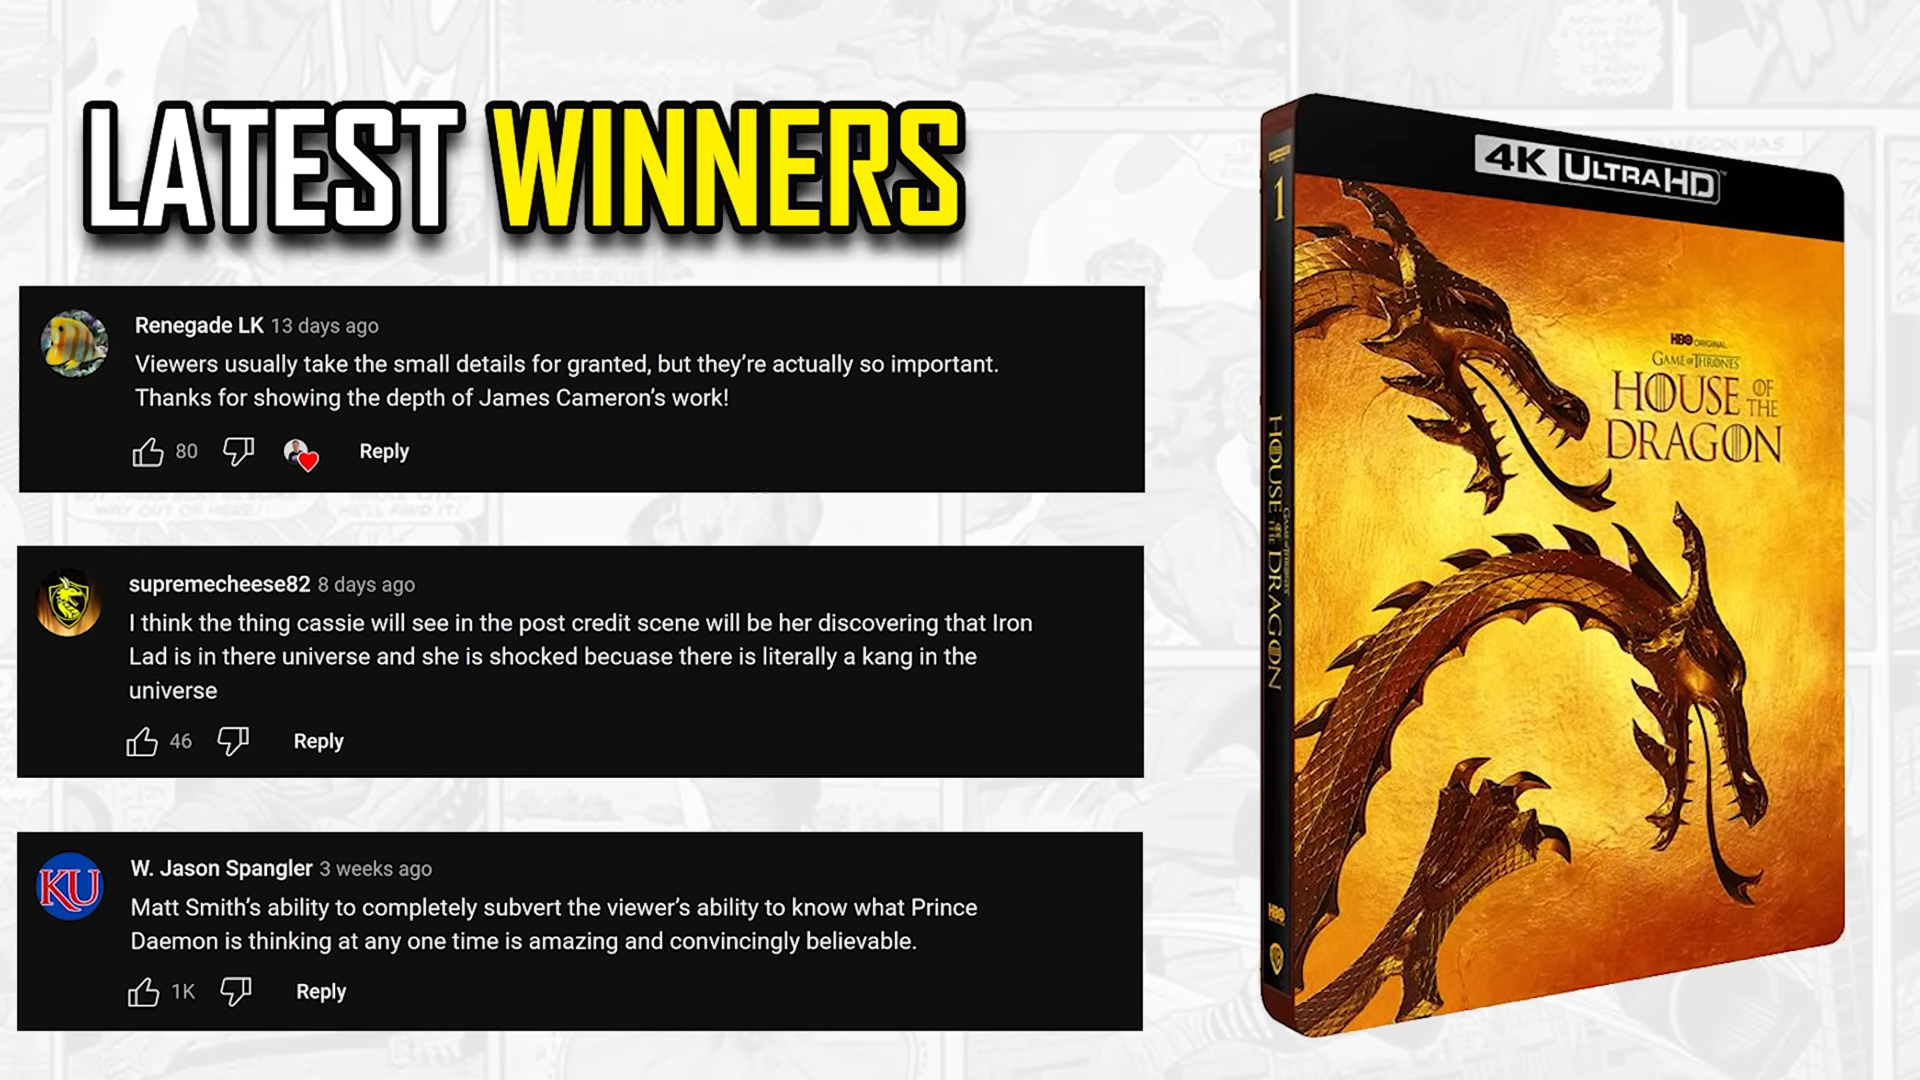 LATEST WINNERS
Renegade LK 13 days ago
Viewers usually take the small details for granted, but they’re actually so important.
Thanks for showing the depth of James Cameron’s work!
80 Reply
supremecheese82 8 days ago
I think the thing cassie will see in the post credit scene will be her discovering that Iron
Lad is in there universe and she is shocked becuase there is literally a kang in the
universe
46 Reply
KU
W. Jason Spangler 3 weeks ago
Matt Smith’s ability to completely subvert the viewer’s ability to know what Prince
Daemon is thinking at any one time is amazing and convincingly believable.
1K Reply
4K ULTRAHD
HBO ORIGINAL
GAME OF THRONES
HOUSE OF THE
DRAGON
1
GAME OF THRONES
HOUSE OF THE DRAGON
HBO